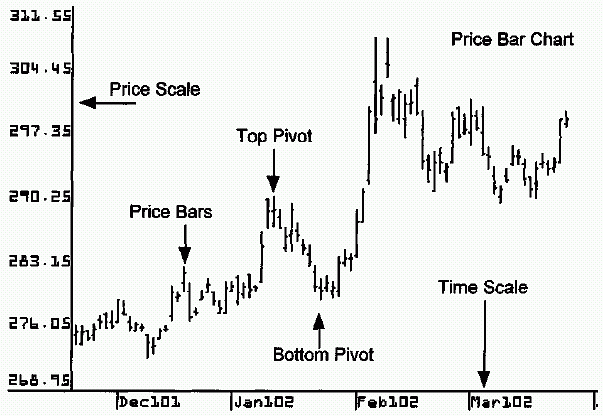 311.55
Price Bar Chart
304.45
Price Scale
297.35
Top Pivot
290.25
Price Bars
283.15
Time Scale
276.05
Bottom Pivot
268.95
Dec101 Jan102 Feb102 Mar102